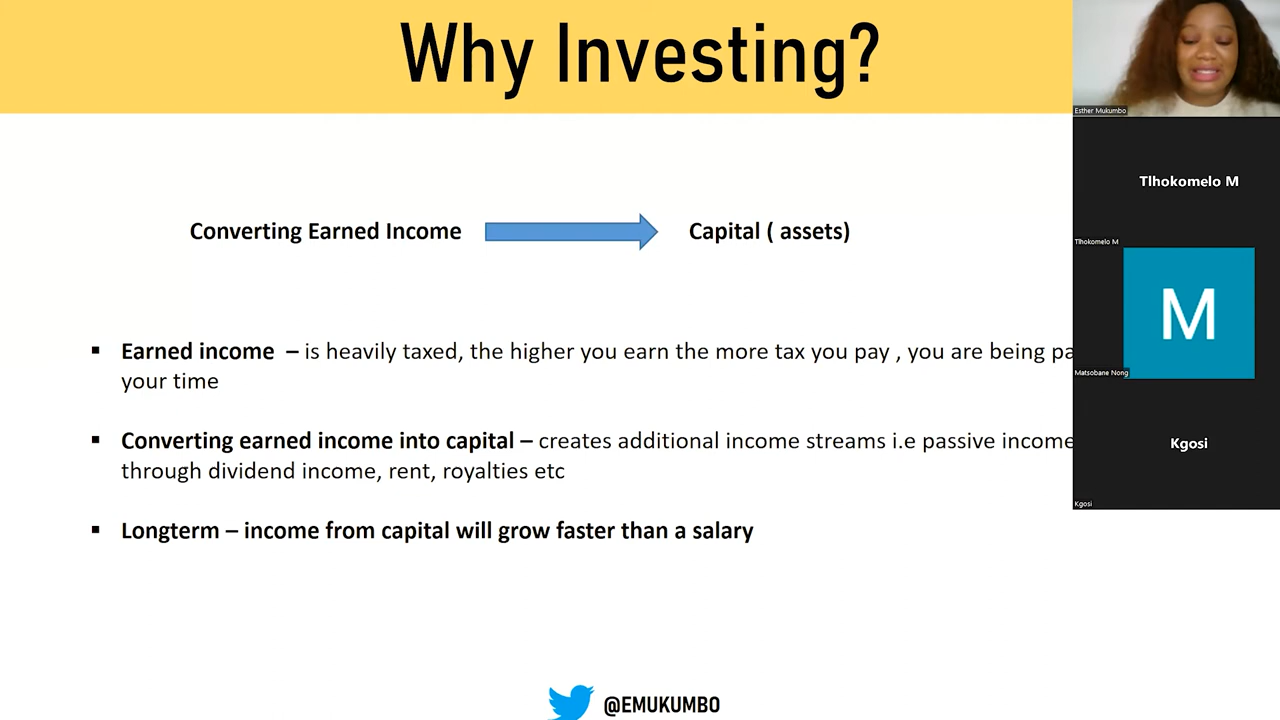 Why Investing?
Converting Earned Income
Capital ( assets)
▪ Earned income – is heavily taxed, the higher you earn the more tax you pay , you are being
your time
▪ Converting earned income into capital – creates additional income streams i.e passive income
through dividend income, rent, royalties etc
▪ Longterm – income from capital will grow faster than a salary
@EMUKUMBO
Esther Mukumbo
Tlhokomelo M
Tlhokomelo M
M
Matsobane Nong
Kgosi
Kgosi